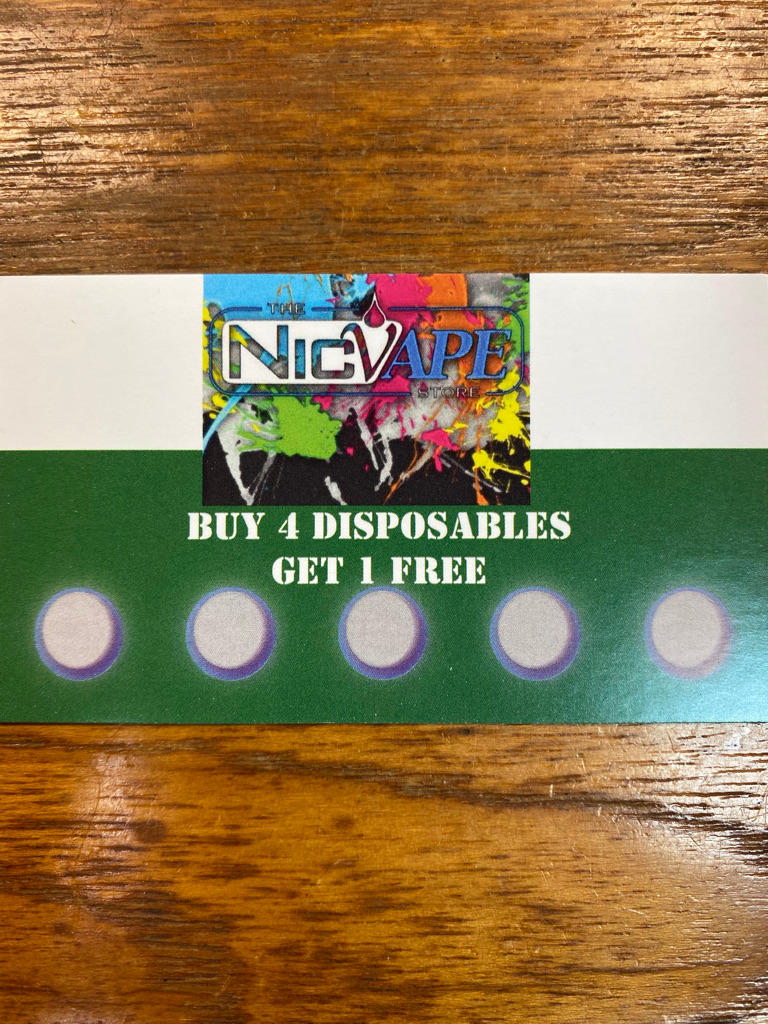 THE
NICVAPE
STORE
BUY 4 DISPOSABLES
GET 1 FREE